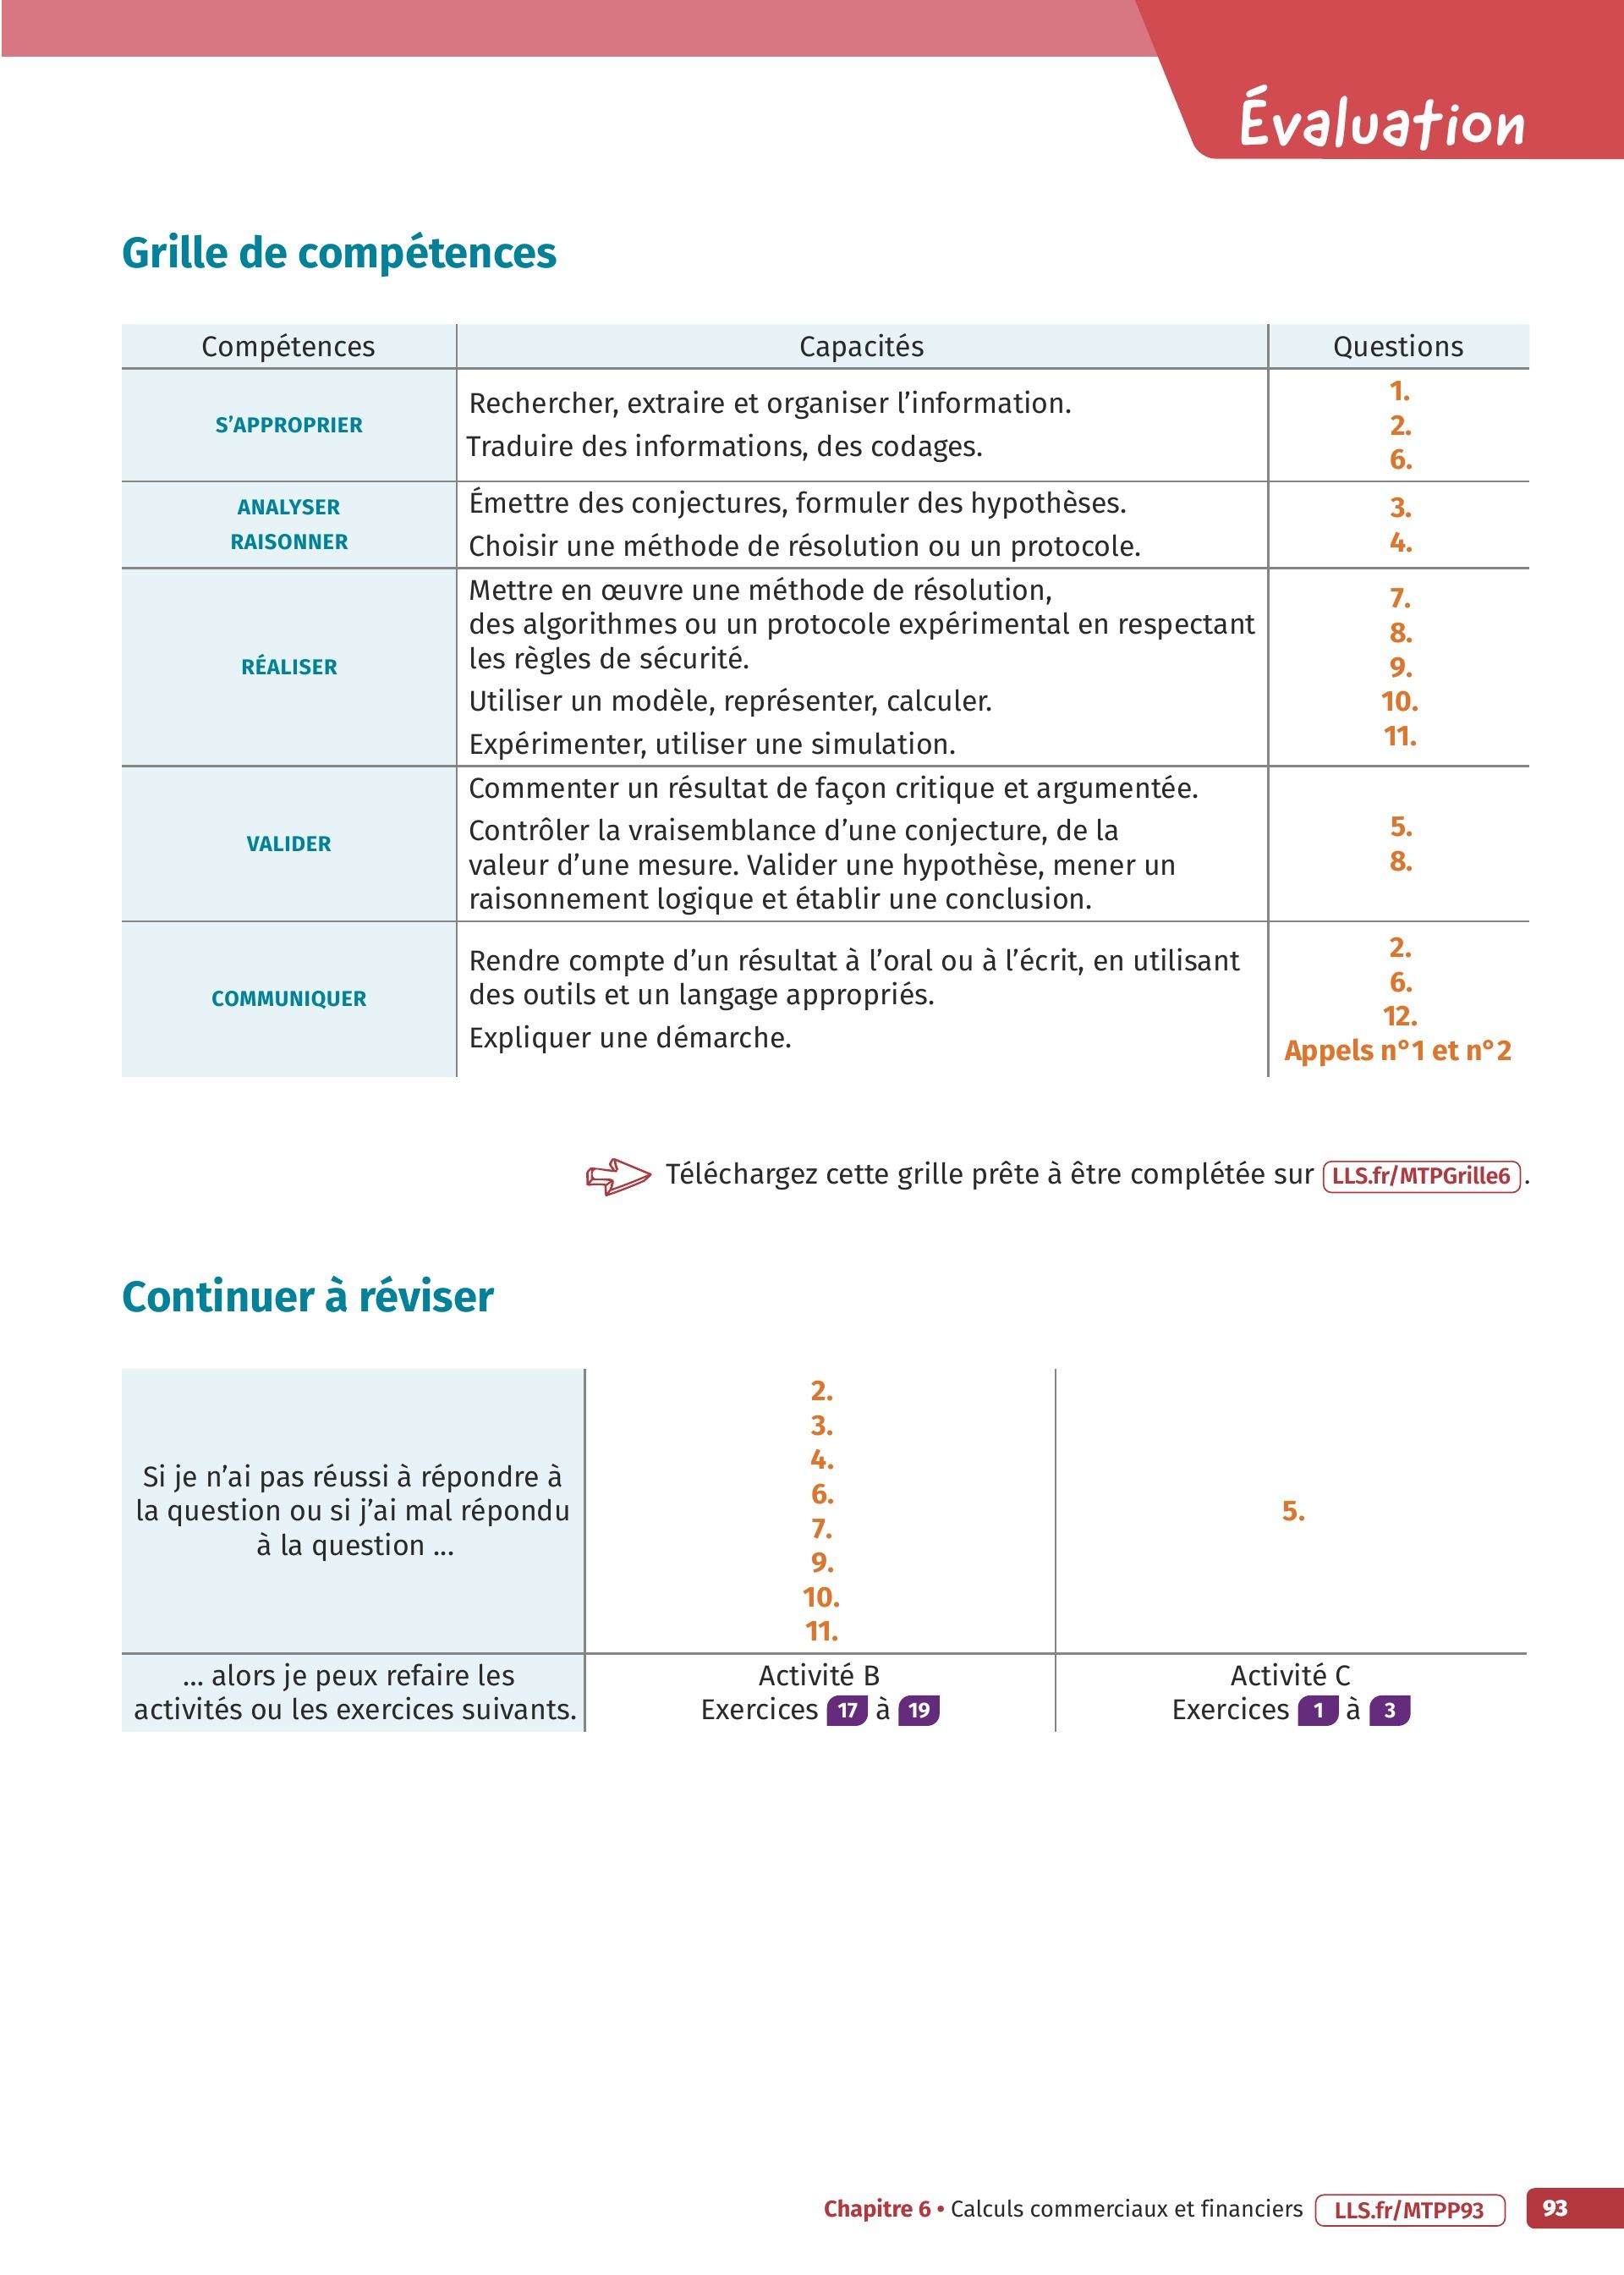 Évaluation
Grille de compétences
Compétences Capacités Questions
S’APPROPRIER
Rechercher, extraire et organiser l’information.
Traduire des informations, des codages.
1.
2.
6.
ANALYSER
RAISONNER
Émettre des conjectures, formuler des hypothèses.
Choisir une méthode de résolution ou un protocole.
3.
4.
RÉALISER
Mettre en œuvre une méthode de résolution,
des algorithmes ou un protocole expérimental en respectant
les règles de sécurité.
Utiliser un modèle, représenter, calculer.
Expérimenter, utiliser une simulation.
7.
8.
9.
10.
11.
VALIDER
Commenter un résultat de façon critique et argumentée.
Contrôler la vraisemblance d’une conjecture, de la
valeur d’une mesure. Valider une hypothèse, mener un
raisonnement logique et établir une conclusion.
5.
8.
COMMUNIQUER
Rendre compte d’un résultat à l’oral ou à l’écrit, en utilisant
des outils et un langage appropriés.
Expliquer une démarche.
2.
6.
12.
Appels n°1 et n°2
Téléchargez cette grille prête à être complétée sur LLS.fr/MTPGrille6 .
Continuer à réviser
Si je n’ai pas réussi à répondre à
la question ou si j’ai mal répondu
à la question ...
2.
3.
4.
6.
7.
9.
10.
11.
5.
... alors je peux refaire les
activités ou les exercices suivants.
Activité B
Exercices 17 à 19
Activité C
Exercices 1 à 3
Chapitre 6 • Calculs commerciaux et financiers LLS.fr/MTPP93 93